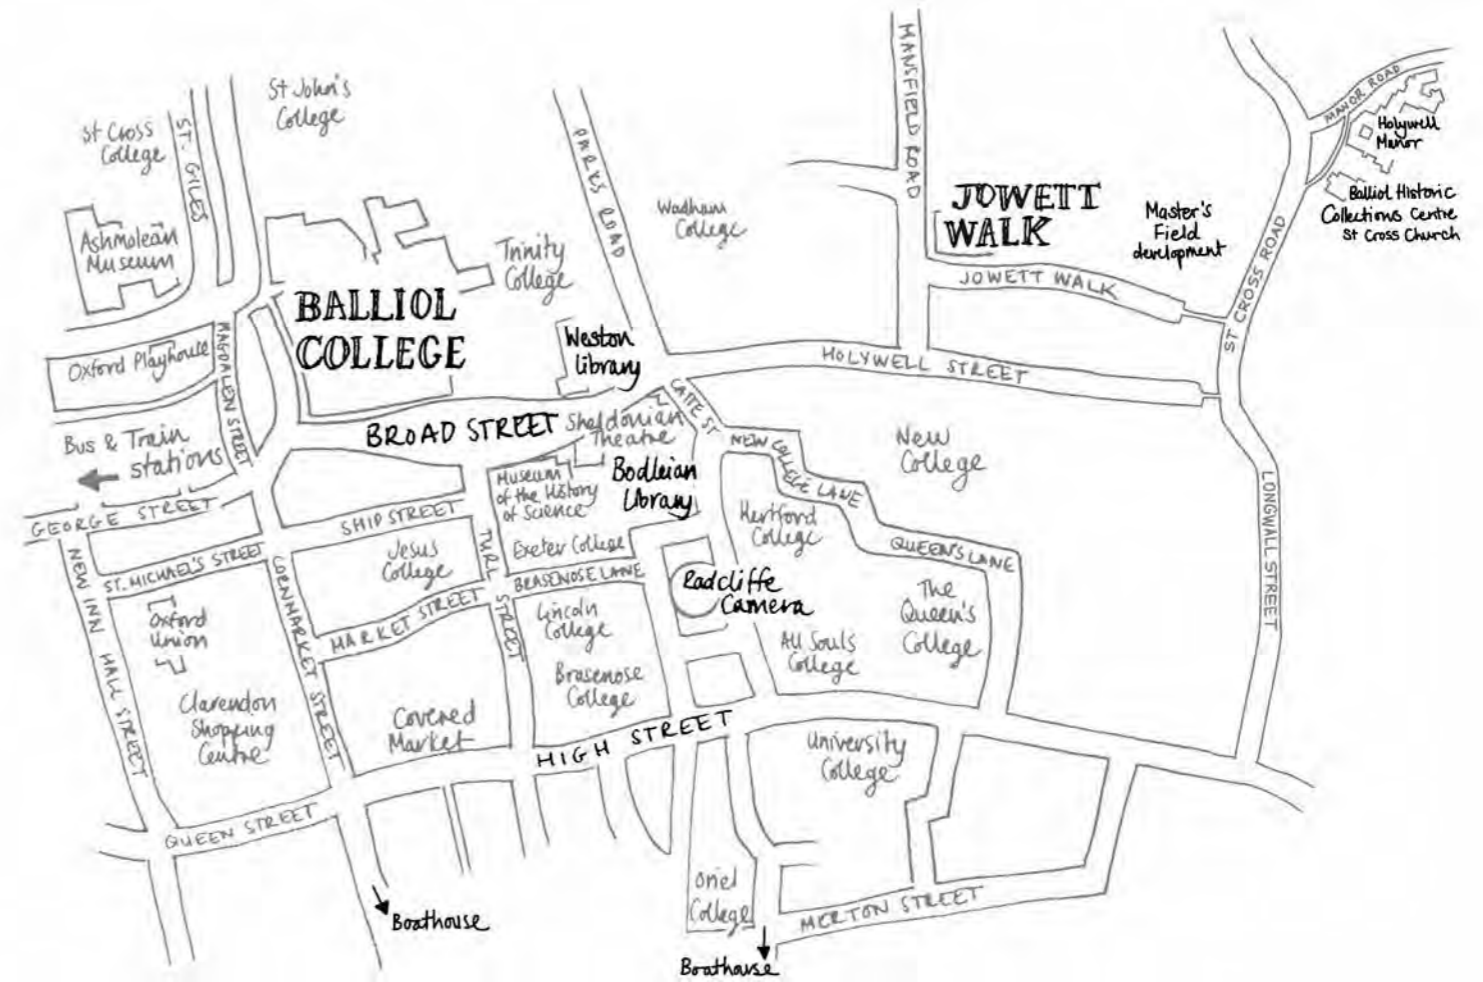 St John's
College
St Cross
College
ST. GILES
PARKS ROAD
MANSFIELD ROAD
MANOR ROAD
Holywell
Manor
Balliol Historic
Collections Centre
St Cross Church
Ashmolean
Museum
Trinity
College
Wadham
College
JOWETT
WALK
Master's
Field
development
JOWETT WALK
ST CROSS ROAD
BALLIOL
COLLEGE
Oxford Playhouse
MAGDALEN STREET
Weston
Library
HOLYWELL STREET
CATTE ST
BROAD STREET
Sheldonian
Theatre
Bus & Train
stations
NEW COLLEGE LANE
New
College
Museum
of the History
of Science
Bodleian
Library
GEORGE STREET
SHIP STREET
Hertford
College
LONGWALL STREET
ST. MICHAEL'S STREET
Jesus
College
TURL STREET
Exeter College
BRASENOSE LANE
QUEEN'S LANE
NEW INN HALL STREET
Oxford
Union
CORNMARKET STREET
MARKET STREET
Lincoln
College
Radcliffe
Camera
The
Queen's
College
All Souls
College
Brasenose
College
Clarendon
Shopping
Centre
Covered
Market
HIGH STREET
University
College
QUEEN STREET
Oriel
College
MERTON STREET
Boathouse
Boathouse